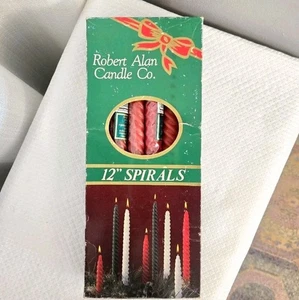 Robert Alan
Candle Co.
12" SPIRALS